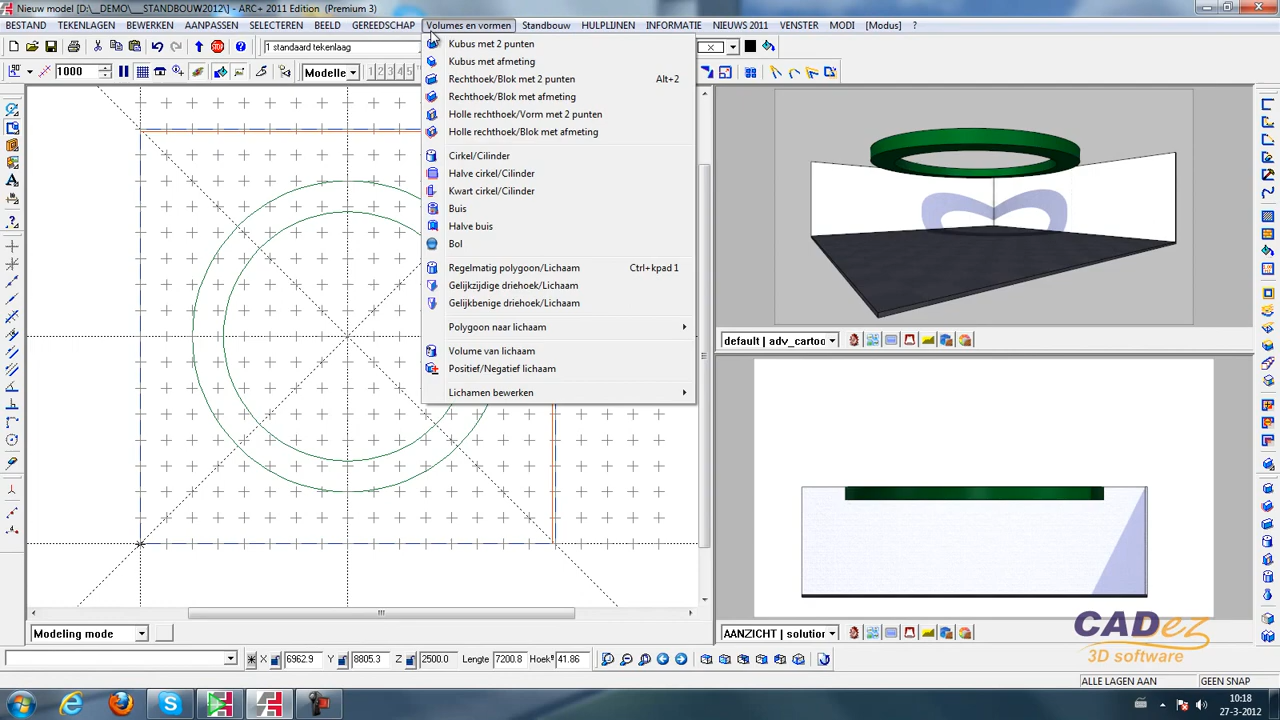 Nieuw model [D:\__DEMO\__STANDBOUW2012\] - ARC+ 2011 Edition (Premium 3)
BESTAND TEKENLAGEN BEWERKEN AANPASSEN SELECTEREN BEELD GEREEDSCHAP Volumes en vormen Standbouw HULPLIJNEN INFORMATIE NIEUWS 2011 VENSTER MODI [Modus]
1 standaard tekenlaag
1000 Modelle 1 2 3 4 5
Kubus met 2 punten
Kubus met afmeting
Rechthoek/Blok met 2 punten Alt+2
Rechthoek/Blok met afmeting
Holle rechthoek/Vorm met 2 punten
Holle rechthoek/Blok met afmeting
Cirkel/Cilinder
Halve cirkel/Cilinder
Kwart cirkel/Cilinder
Buis
Halve buis
Bol
Regelmatig polygoon/Lichaam Ctrl+kpad 1
Gelijkzijdige driehoek/Lichaam
Gelijkbenige driehoek/Lichaam
Polygoon naar lichaam
Volume van lichaam
Positief/Negatief lichaam
Lichamen bewerken
default | adv_cartoo
AANZICHT | solution
CADez
3D software
Modeling mode
X 6962.9 Y 8805.3 Z 2500.0 Lengte 7200.8 Hoek° 41.86
ALLE LAGEN AAN GEEN SNAP
10:18
27-3-2012